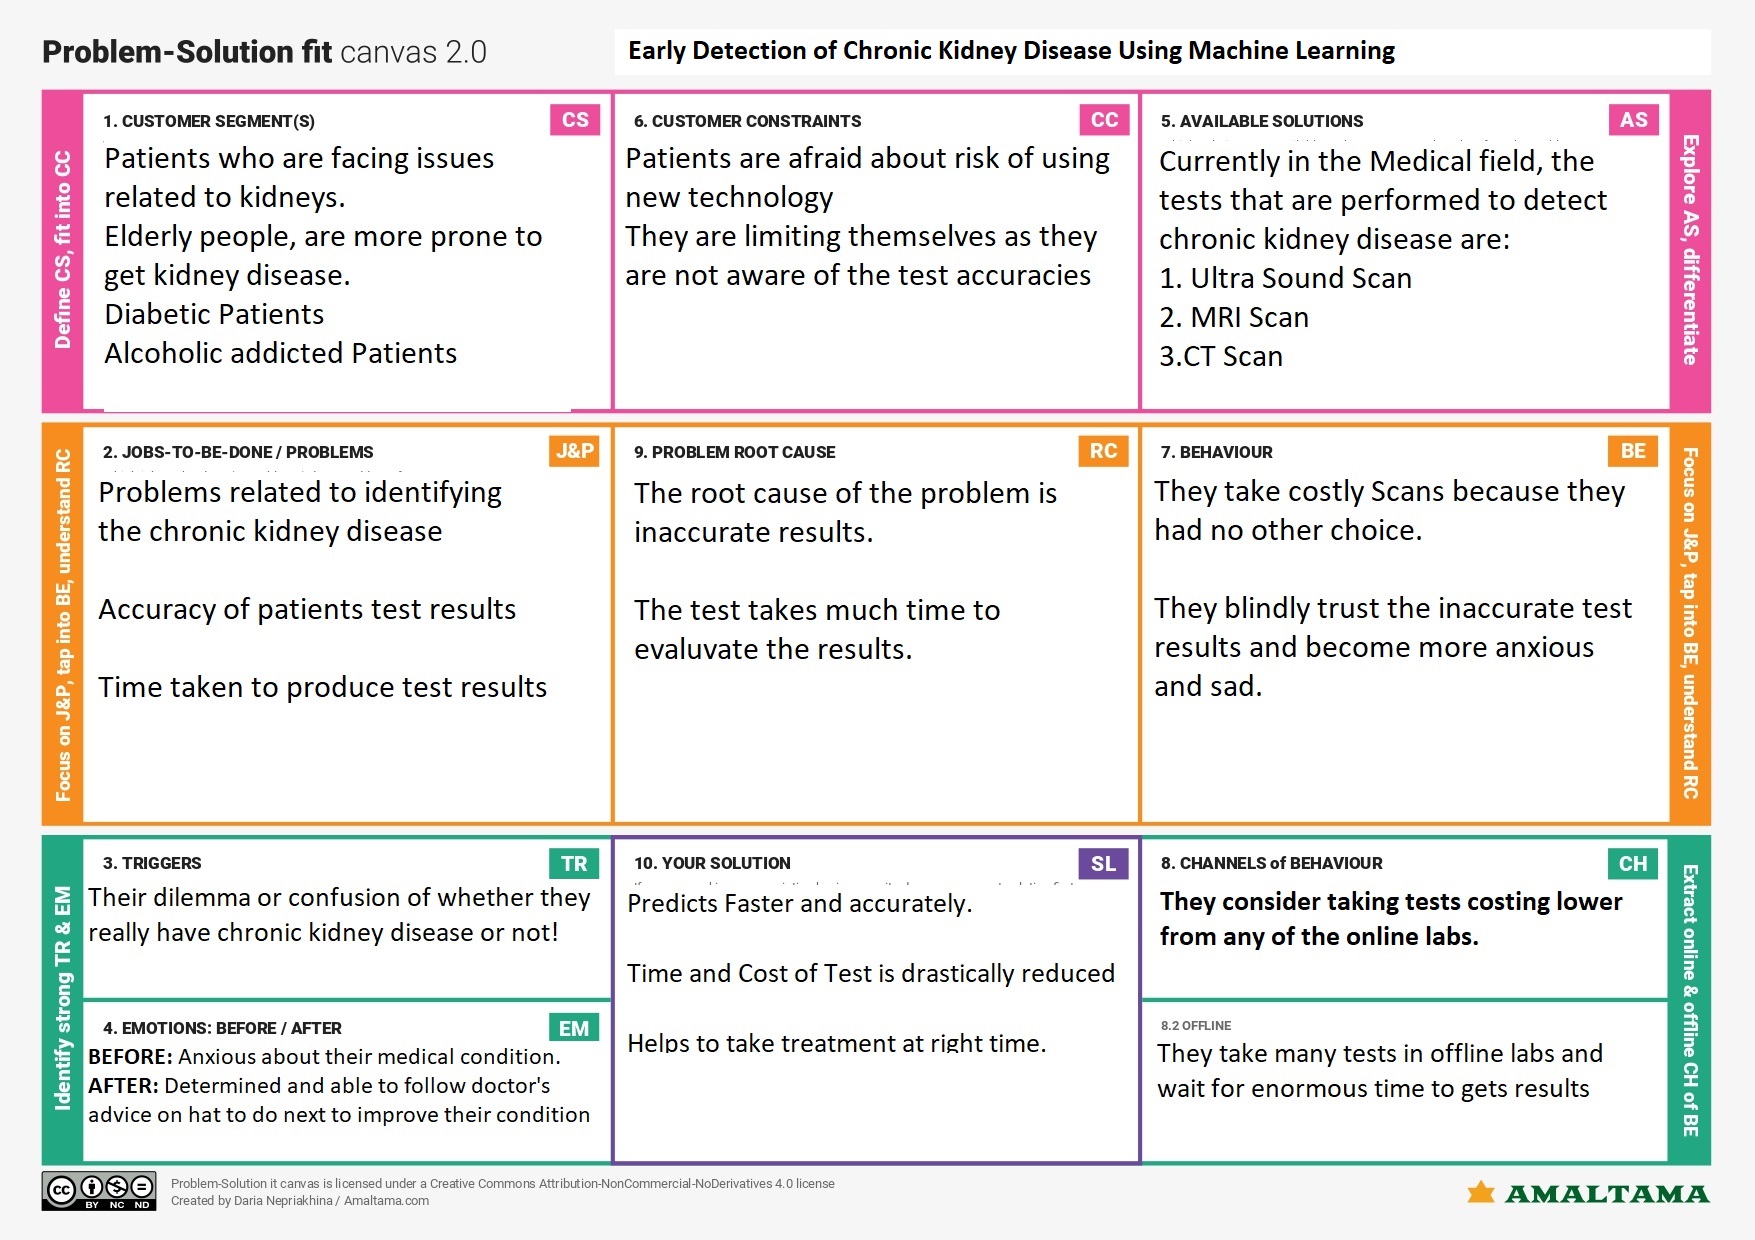 Problem-Solution fit canvas 2.0
Early Detection of Chronic Kidney Disease Using Machine Learning
Define CS, fit into CC
1. CUSTOMER SEGMENT(S)
CS
Patients who are facing issues
related to kidneys.
Elderly people, are more prone to
get kidney disease.
Diabetic Patients
Alcoholic addicted Patients
6. CUSTOMER CONSTRAINTS
CC
Patients are afraid about risk of using
new technology
They are limiting themselves as they
are not aware of the test accuracies
5. AVAILABLE SOLUTIONS
AS
Currently in the Medical field, the
tests that are performed to detect
chronic kidney disease are:
1. Ultra Sound Scan
2. MRI Scan
3.CT Scan
Explore AS, differentiate
Focus on J&P, tap into BE, understand RC
2. JOBS-TO-BE-DONE / PROBLEMS
J&P
Problems related to identifying
the chronic kidney disease
Accuracy of patients test results
Time taken to produce test results
9. PROBLEM ROOT CAUSE
RC
The root cause of the problem is
inaccurate results.
The test takes much time to
evaluvate the results.
7. BEHAVIOUR
BE
They take costly Scans because they
had no other choice.
They blindly trust the inaccurate test
results and become more anxious
and sad.
Focus on J&P, tap into BE, understand RC
Identify strong TR & EM
3. TRIGGERS
TR
Their dilemma or confusion of whether they
really have chronic kidney disease or not!
4. EMOTIONS: BEFORE / AFTER
EM
BEFORE: Anxious about their medical condition.
AFTER: Determined and able to follow doctor's
advice on hat to do next to improve their condition
10. YOUR SOLUTION
SL
Predicts Faster and accurately.
Time and Cost of Test is drastically reduced
Helps to take treatment at right time.
8. CHANNELS of BEHAVIOUR
CH
They consider taking tests costing lower
from any of the online labs.
8.2 OFFLINE
They take many tests in offline labs and
wait for enormous time to gets results
Extract online & offline CH of BE
cc BY NC ND
Problem-Solution it canvas is licensed under a Creative Commons Attribution-NonCommercial-NoDerivatives 4.0 license
Created by Daria Nepriakhina / Amaltama.com
AMALTAMA